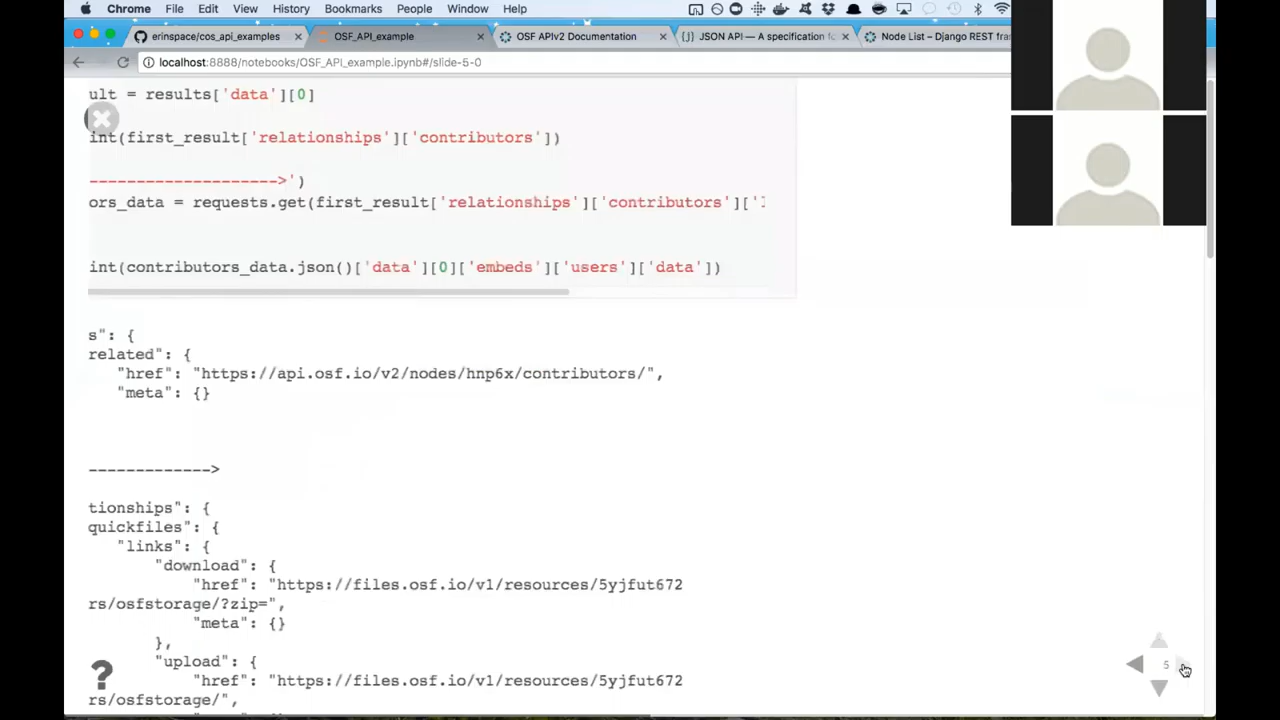 Chrome File Edit View History Bookmarks People Window Help
erinspace/cos_api_examples × OSF_API_example × OSF APIv2 Documentation × {j} JSON API — A specification fo × Node List – Django REST fram
localhost:8888/notebooks/OSF_API_example.ipynb#/slide-5-0
ult = results['data'][0]
int(first_result['relationships']['contributors'])
-------------------->')
ors_data = requests.get(first_result['relationships']['contributors']['l
int(contributors_data.json()['data'][0]['embeds']['users']['data'])
s": {
related": {
"href": "https://api.osf.io/v2/nodes/hnp6x/contributors/",
"meta": {}
------------->
tionships": {
quickfiles": {
"links": {
"download": {
"href": "https://files.osf.io/v1/resources/5yjfut672
rs/osfstorage/?zip=",
"meta": {}
},
"upload": {
"href": "https://files.osf.io/v1/resources/5yjfut672
rs/osfstorage/",
?
5